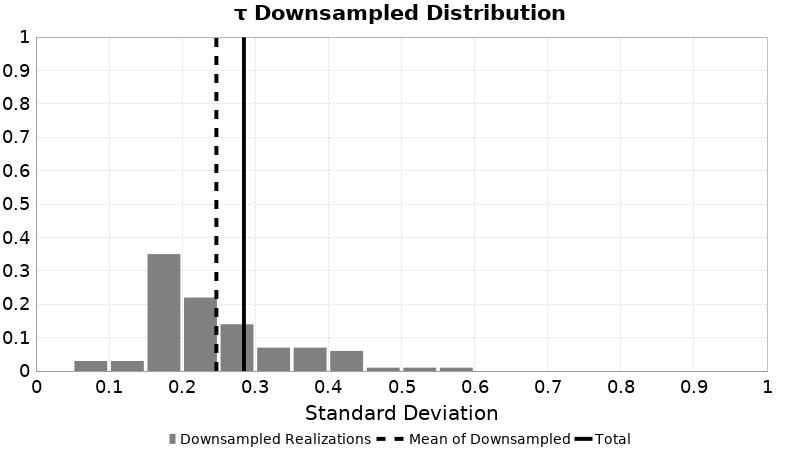 τ Downsampled Distribution
1
0.9
0.8
0.7
0.6
0.5
0.4
0.3
0.2
0.1
0
0 0.1 0.2 0.3 0.4 0.5 0.6 0.7 0.8 0.9 1
Standard Deviation
Downsampled Realizations Mean of Downsampled Total